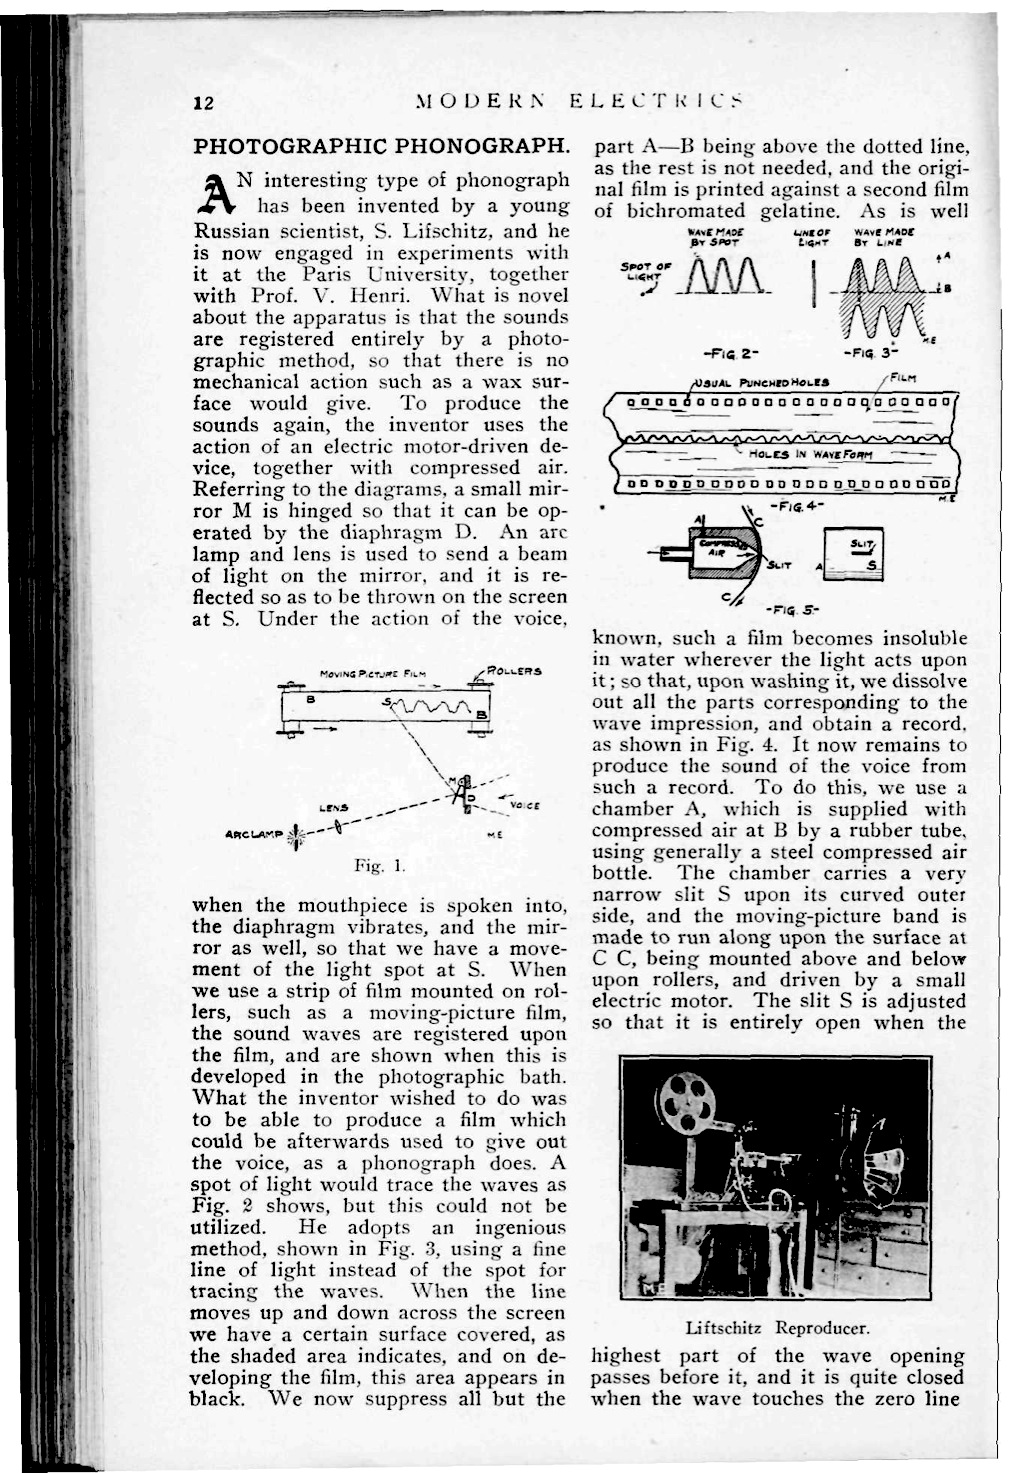 12
MODERN ELECTRICS
PHOTOGRAPHIC PHONOGRAPH.
AN interesting type of phonograph
has been invented by a young
Russian scientist, S. Lifschitz, and he
is now engaged in experiments with
it at the Paris University, together
with Prof. V. Henri. What is novel
about the apparatus is that the sounds
are registered entirely by a photo-
graphic method, so that there is no
mechanical action such as a wax sur-
face would give. To produce the
sounds again, the inventor uses the
action of an electric motor-driven de-
vice, together with compressed air.
Referring to the diagrams, a small mir-
ror M is hinged so that it can be op-
erated by the diaphragm D. An arc
lamp and lens is used to send a beam
of light on the mirror, and it is re-
flected so as to be thrown on the screen
at S. Under the action of the voice,
MOVING PICTURE FILM
ROLLERS
B
S
B
M
D
LENS
VOICE
ARC LAMP
M.E
Fig. 1.
when the mouthpiece is spoken into,
the diaphragm vibrates, and the mir-
ror as well, so that we have a move-
ment of the light spot at S. When
we use a strip of film mounted on rol-
lers, such as a moving-picture film,
the sound waves are registered upon
the film, and are shown when this is
developed in the photographic bath.
What the inventor wished to do was
to be able to produce a film which
could be afterwards used to give out
the voice, as a phonograph does. A
spot of light would trace the waves as
Fig. 2 shows, but this could not be
utilized. He adopts an ingenious
method, shown in Fig. 3, using a fine
line of light instead of the spot for
tracing the waves. When the line
moves up and down across the screen
we have a certain surface covered, as
the shaded area indicates, and on de-
veloping the film, this area appears in
black. We now suppress all but the
part A—B being above the dotted line,
as the rest is not needed, and the origi-
nal film is printed against a second film
of bichromated gelatine. As is well
WAVE MADE
BY SPOT
LINE OF
LIGHT
WAVE MADE
BY LINE
SPOT OF
LIGHT
A
B
M.E
-FIG. 2-
-FIG. 3-
USUAL PUNCHED HOLES
FILM
HOLES IN WAVE FORM
M.E
-FIG. 4-
A
C
COMPRESSED
AIR
SLIT
C
SLIT
A
S
-FIG. 5-
known, such a film becomes insoluble
in water wherever the light acts upon
it; so that, upon washing it, we dissolve
out all the parts corresponding to the
wave impression, and obtain a record,
as shown in Fig. 4. It now remains to
produce the sound of the voice from
such a record. To do this, we use a
chamber A, which is supplied with
compressed air at B by a rubber tube,
using generally a steel compressed air
bottle. The chamber carries a very
narrow slit S upon its curved outer
side, and the moving-picture band is
made to run along upon the surface at
C C, being mounted above and below
upon rollers, and driven by a small
electric motor. The slit S is adjusted
so that it is entirely open when the
M E
Liftschitz Reproducer.
highest part of the wave opening
passes before it, and it is quite closed
when the wave touches the zero line